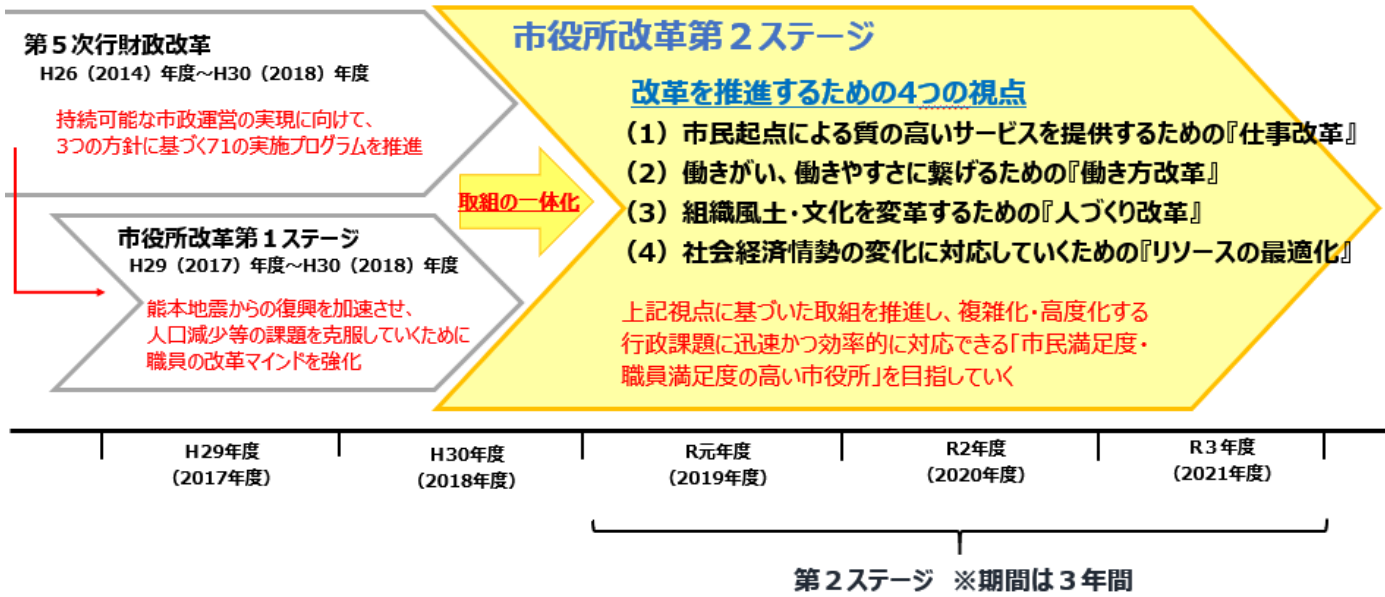 第５次行財政改革
H26（2014）年度～H30（2018）年度
持続可能な市政運営の実現に向けて、
3つの方針に基づく71の実施プログラムを推進
市役所改革第１ステージ
H29（2017）年度～H30（2018）年度
熊本地震からの復興を加速させ、
人口減少等の課題を克服していくために
職員の改革マインドを強化
取組の一体化
市役所改革第２ステージ
改革を推進するための4つの視点
（1）市民起点による質の高いサービスを提供するための『仕事改革』
（2）働きがい、働きやすさに繋げるための『働き方改革』
（3）組織風土・文化を変革するための『人づくり改革』
（4）社会経済情勢の変化に対応していくための『リソースの最適化』
上記視点に基づいた取組を推進し、複雑化・高度化する
行政課題に迅速かつ効率的に対応できる「市民満足度・
職員満足度の高い市役所」を目指していく
H29年度
（2017年度）
H30年度
（2018年度）
R元年度
（2019年度）
R2年度
（2020年度）
R３年度
（2021年度）
第２ステージ ※期間は３年間